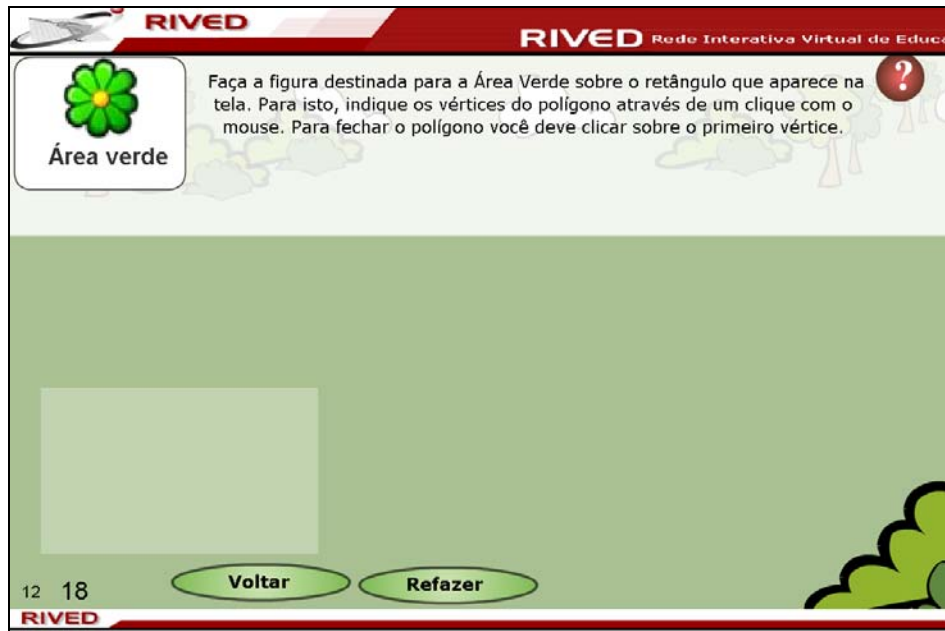 RIVED
RIVED Rede Interativa Virtual de Educa
Faça a figura destinada para a Área Verde sobre o retângulo que aparece na
tela. Para isto, indique os vértices do polígono através de um clique com o
mouse. Para fechar o polígono você deve clicar sobre o primeiro vértice.
?
Área verde
12 18
Voltar
Refazer
RIVED